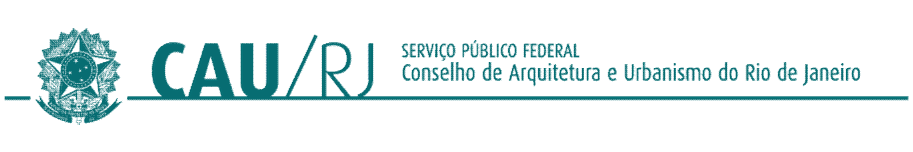 CAU/RJ
SERVIÇO PÚBLICO FEDERAL
Conselho de Arquitetura e Urbanismo do Rio de Janeiro